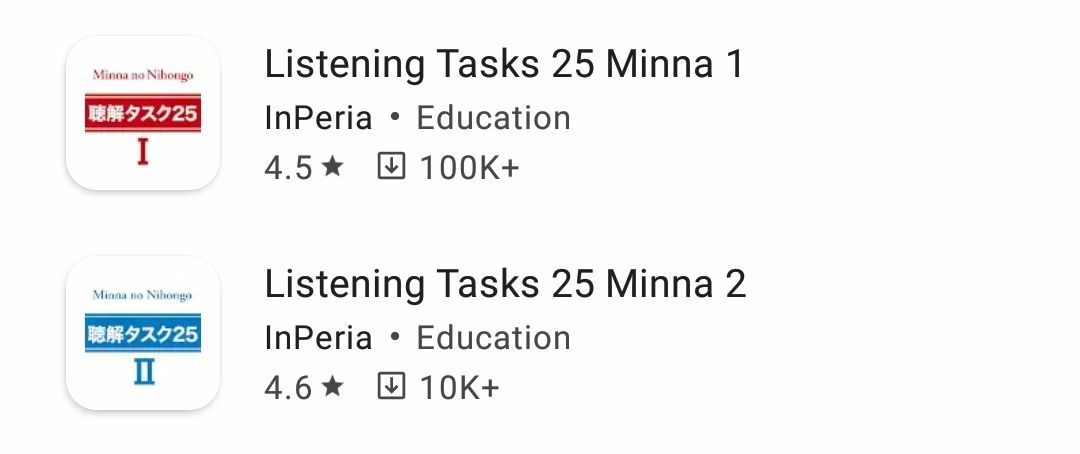 Minna no Nihongo
聴解タスク25
I
Listening Tasks 25 Minna 1
InPeria • Education
4.5 ★ 100K+
Minna no Nihongo
聴解タスク25
II
Listening Tasks 25 Minna 2
InPeria • Education
4.6 ★ 10K+